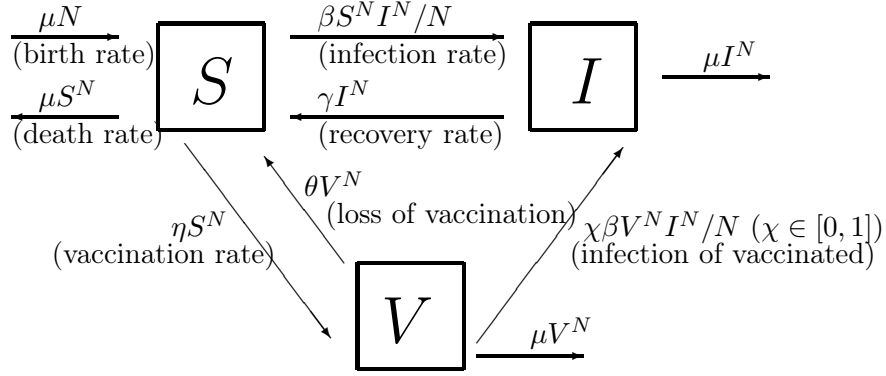 μN
(birth rate)
μS^N
(death rate)
S
βS^N I^N/N
(infection rate)
γI^N
(recovery rate)
I
μI^N
ηS^N
(vaccination rate)
θV^N
(loss of vaccination)
χβV^N I^N/N (χ ∈ [0, 1])
(infection of vaccinated)
V
μV^N